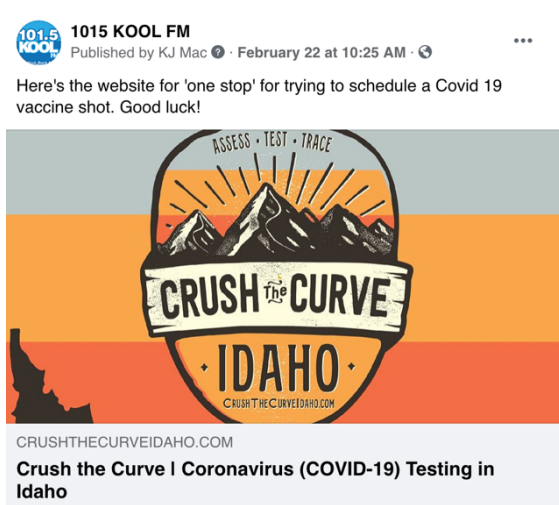 101.5
KOOL
FM
1015 KOOL FM
Published by KJ Mac · February 22 at 10:25 AM ·
Here's the website for 'one stop' for trying to schedule a Covid 19
vaccine shot. Good luck!
ASSESS · TEST · TRACE
CRUSH The CURVE
· IDAHO ·
CRUSHTHECURVEIDAHO.COM
CRUSHTHECURVEIDAHO.COM
Crush the Curve | Coronavirus (COVID-19) Testing in
Idaho